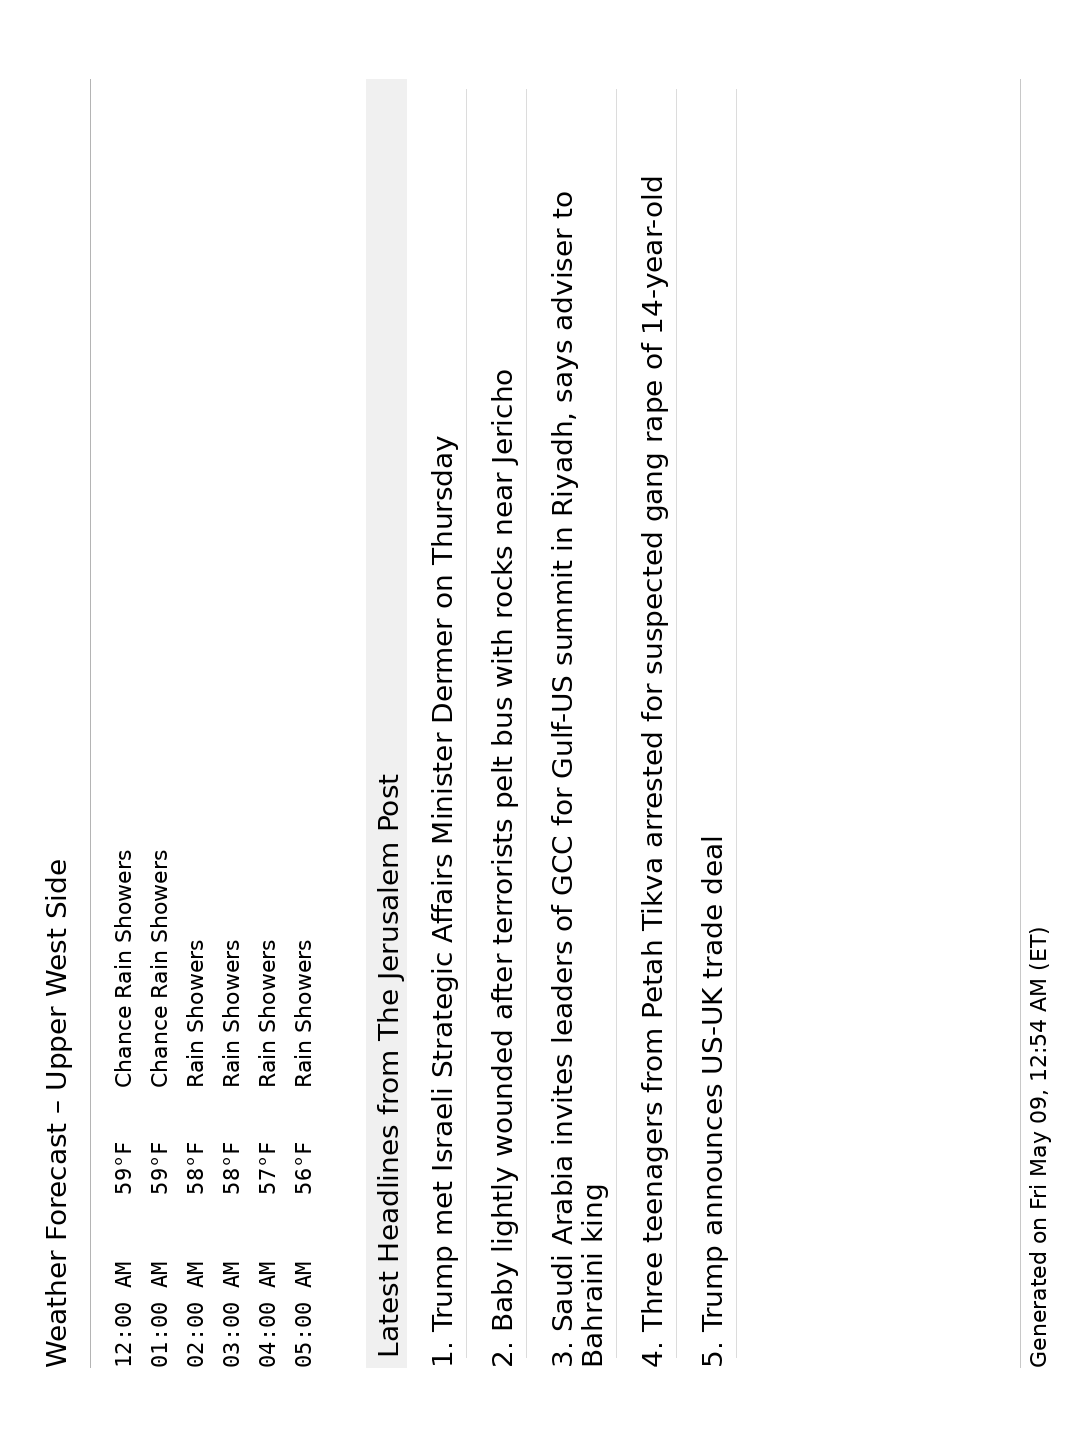 Weather Forecast – Upper West Side
12:00 AM 59°F Chance Rain Showers
01:00 AM 59°F Chance Rain Showers
02:00 AM 58°F Rain Showers
03:00 AM 58°F Rain Showers
04:00 AM 57°F Rain Showers
05:00 AM 56°F Rain Showers
Latest Headlines from The Jerusalem Post
1. Trump met Israeli Strategic Affairs Minister Dermer on Thursday
2. Baby lightly wounded after terrorists pelt bus with rocks near Jericho
3. Saudi Arabia invites leaders of GCC for Gulf-US summit in Riyadh, says adviser to
Bahraini king
4. Three teenagers from Petah Tikva arrested for suspected gang rape of 14-year-old
5. Trump announces US-UK trade deal
Generated on Fri May 09, 12:54 AM (ET)